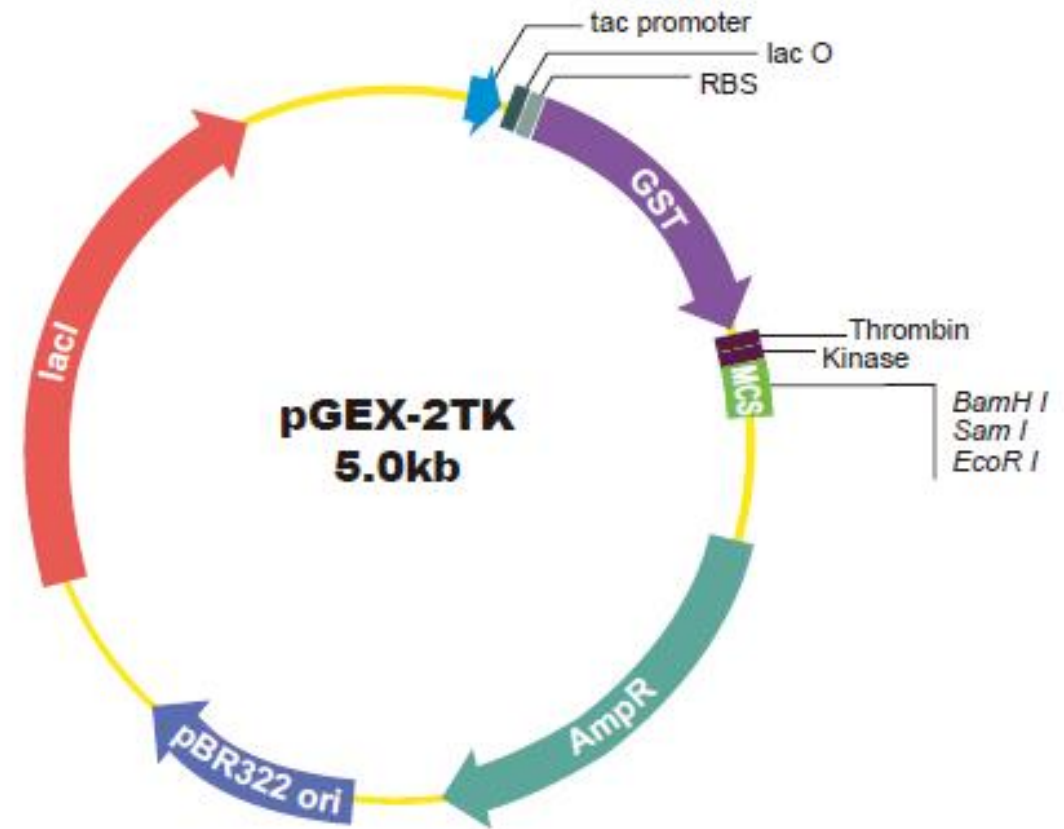 tac promoter
lac O
RBS
GST
Thrombin
Kinase
MCS
BamH I
Sam I
EcoR I
lacI
pGEX-2TK
5.0kb
AmpR
pBR322 ori